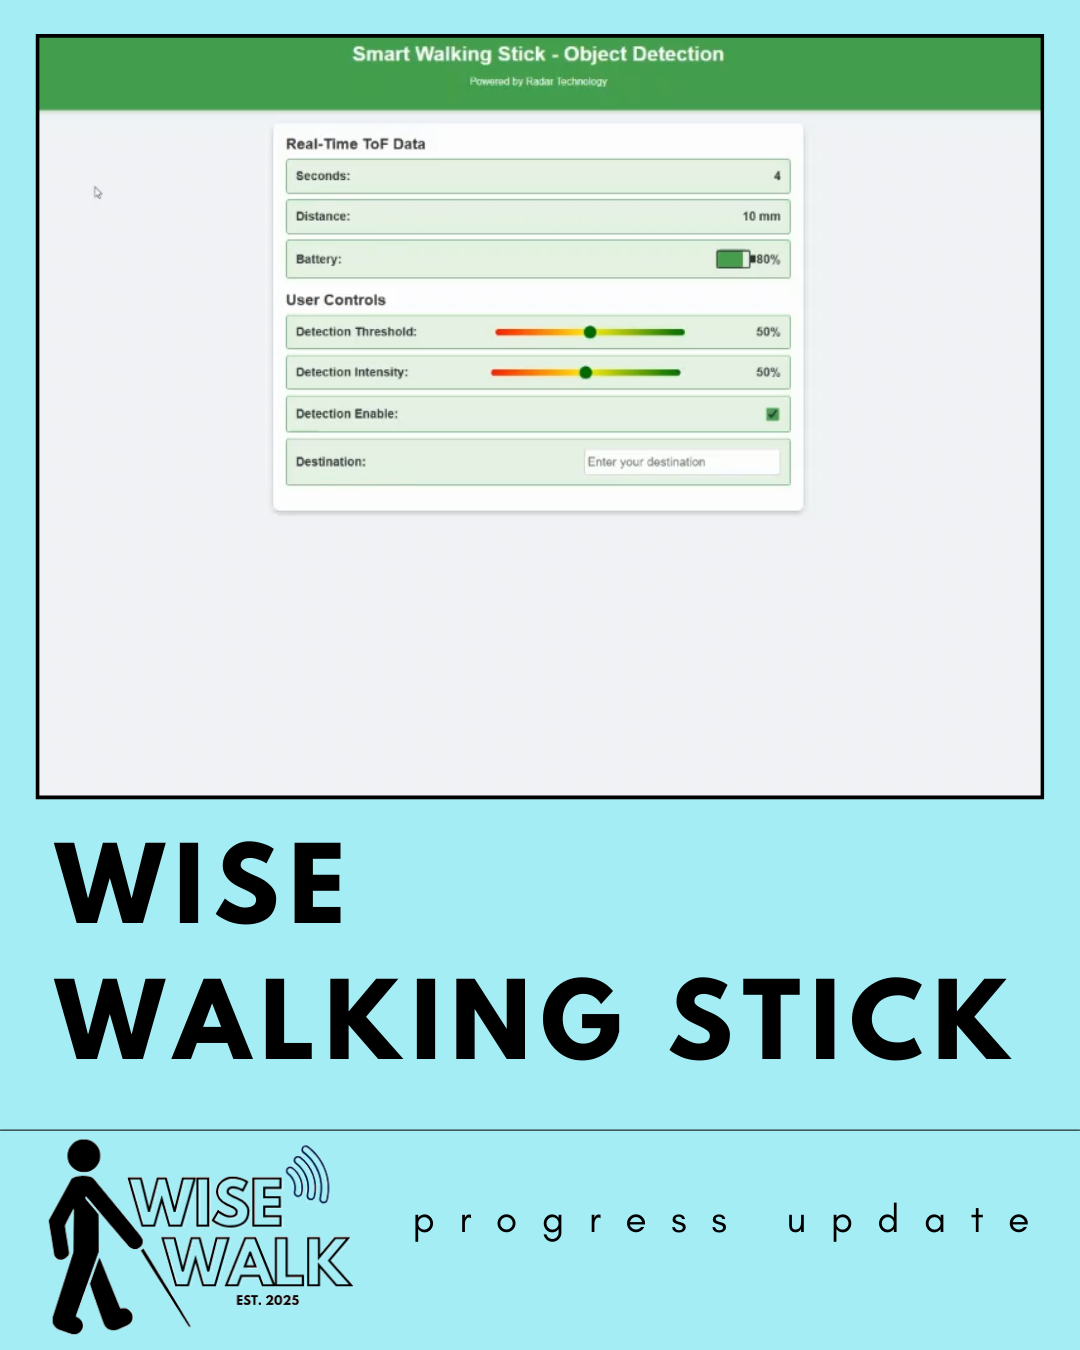 Smart Walking Stick - Object Detection
Powered by Radar Technology
Real-Time ToF Data
Seconds: 4
Distance: 10 mm
Battery: 80%
User Controls
Detection Threshold: 50%
Detection Intensity: 50%
Detection Enable:
Destination: Enter your destination
WISE
WALKING STICK
WISE
WALK
EST. 2025
progress update